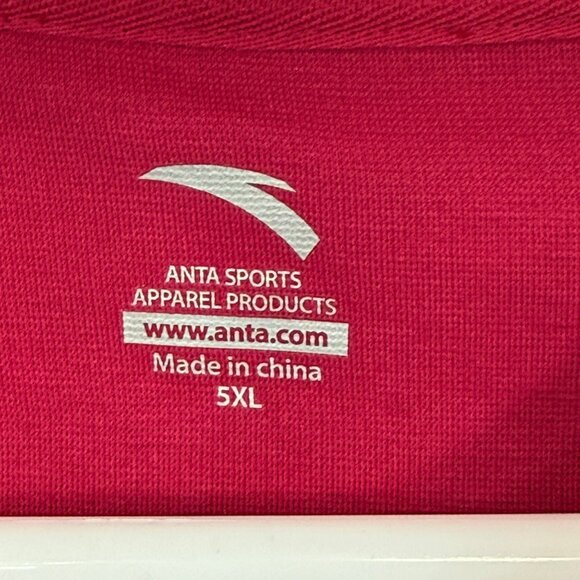 ANTA SPORTS
APPAREL PRODUCTS
www.anta.com
Made in china
5XL